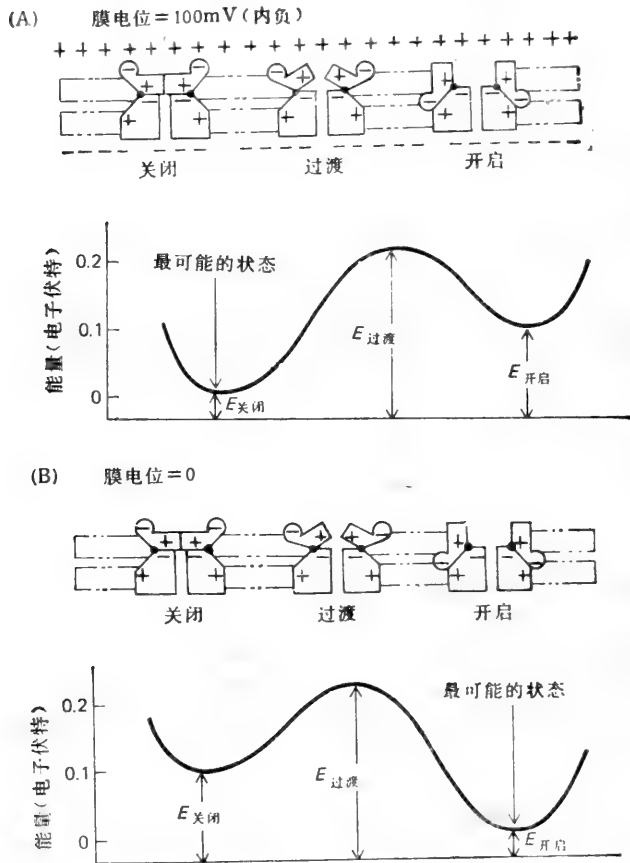 (A) 膜电位=100mV(内负)
关闭 过渡 开启
能量(电子伏特)
0.2
0.1
0
最可能的状态
E过渡
E开启
E关闭
(B) 膜电位=0
关闭 过渡 开启
能量(电子伏特)
0.2
0.1
0
最可能的状态
E关闭
E过渡
E开启